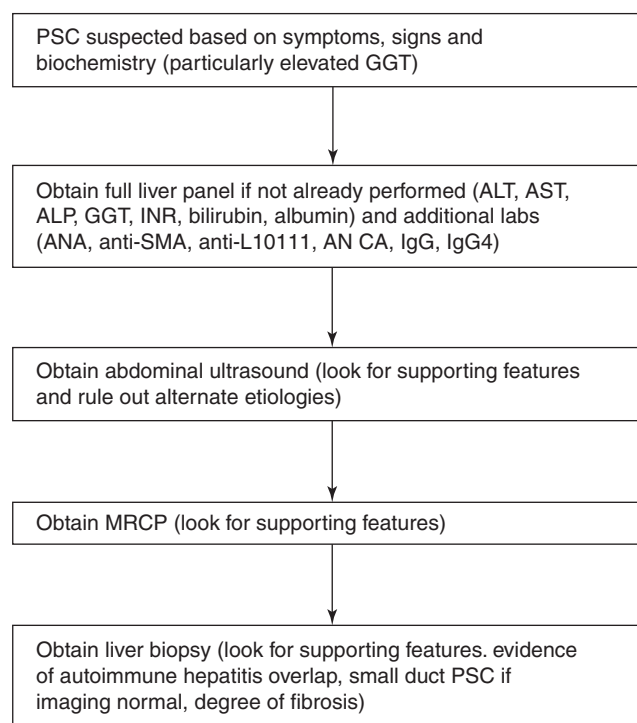 PSC suspected based on symptoms, signs and
biochemistry (particularly elevated GGT)
Obtain full liver panel if not already performed (ALT, AST,
ALP, GGT, INR, bilirubin, albumin) and additional labs
(ANA, anti-SMA, anti-L10111, AN CA, IgG, IgG4)
Obtain abdominal ultrasound (look for supporting features
and rule out alternate etiologies)
Obtain MRCP (look for supporting features)
Obtain liver biopsy (look for supporting features. evidence
of autoimmune hepatitis overlap, small duct PSC if
imaging normal, degree of fibrosis)